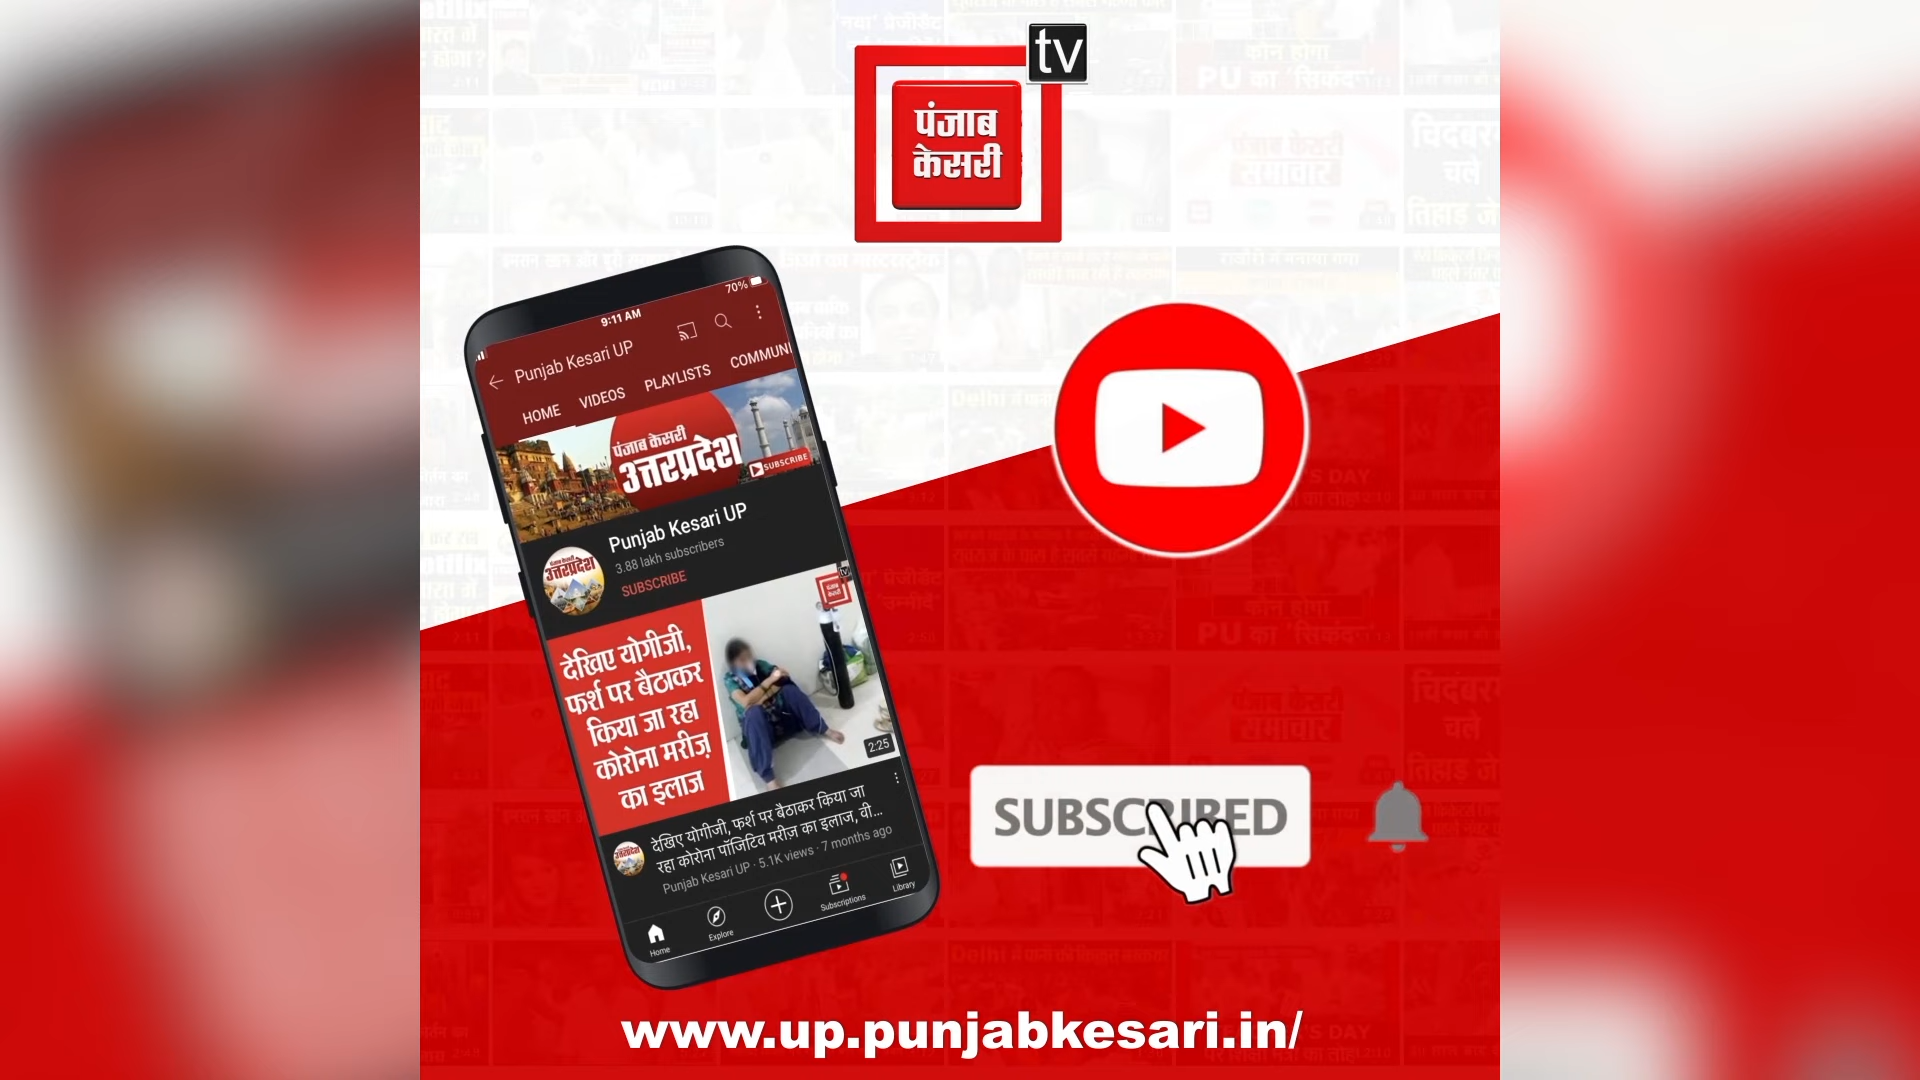 tv
पंजाब
केसरी
70%
9:11 AM
Punjab Kesari UP
HOME VIDEOS PLAYLISTS COMMUNI
पंजाब केसरी
उत्तरप्रदेश
SUBSCRIBE
Punjab Kesari UP
3.88 lakh subscribers
SUBSCRIBE
उत्तरप्रदेश
देखिए योगीजी,
फर्श पर बैठाकर
किया जा रहा
कोरोना मरीज़
का इलाज
2:25
देखिए योगीजी, फर्श पर बैठाकर किया जा
रहा कोरोना पॉजिटिव मरीज का इलाज, वी...
Punjab Kesari UP · 5.1K views · 7 months ago
Home Explore Subscriptions Library
SUBSCRIBED
www.up.punjabkesari.in/